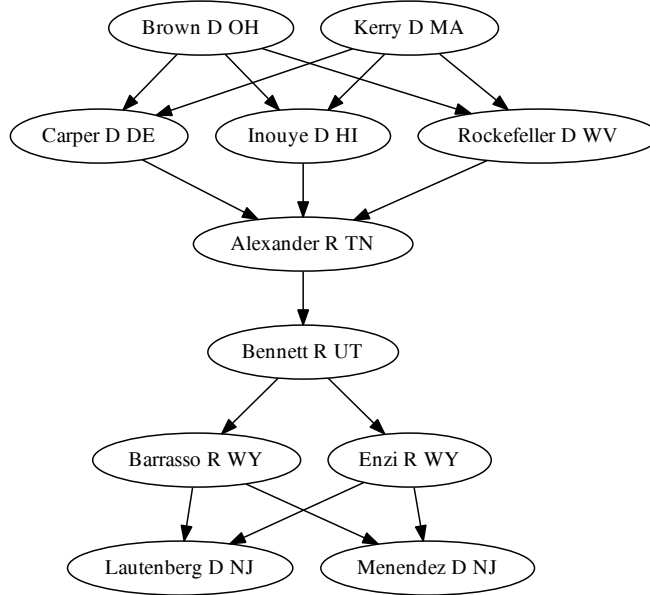 Brown D OH
Kerry D MA
Carper D DE
Inouye D HI
Rockefeller D WV
Alexander R TN
Bennett R UT
Barrasso R WY
Enzi R WY
Lautenberg D NJ
Menendez D NJ